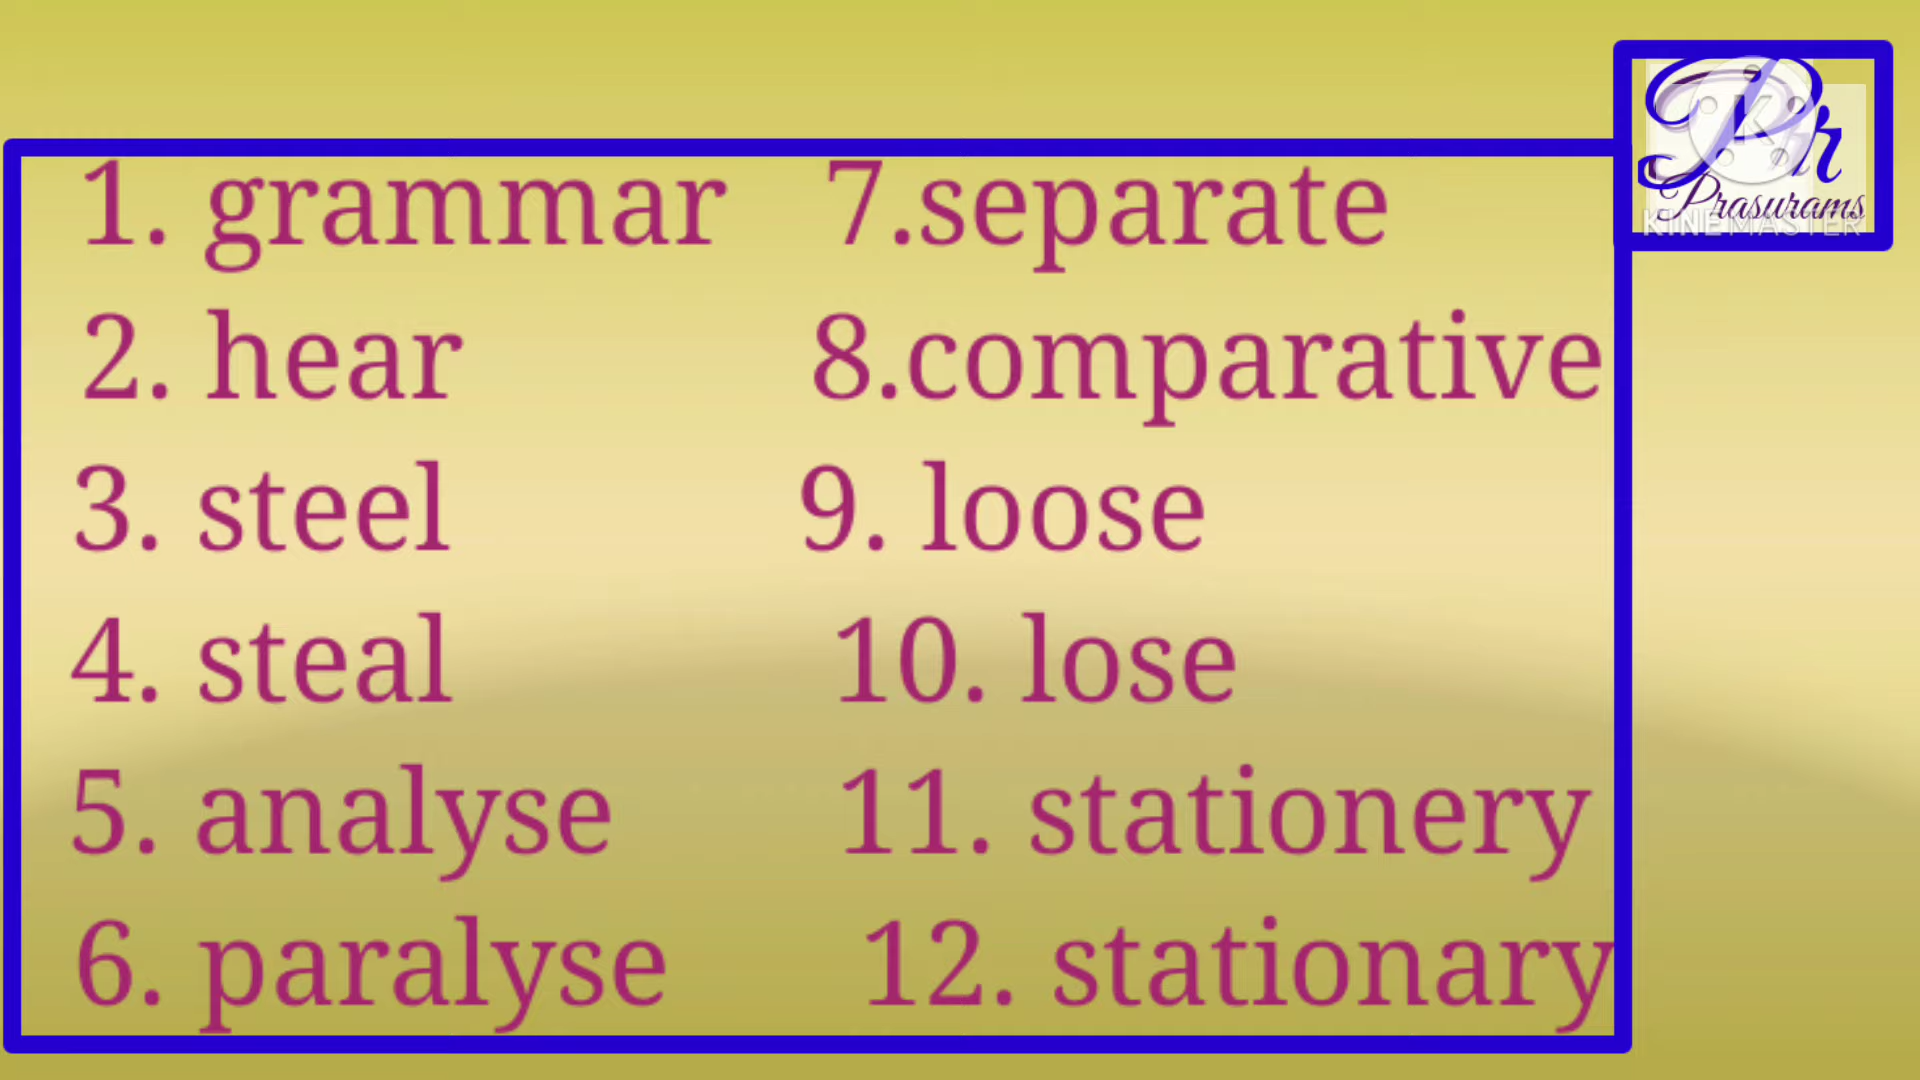 1. grammar
2. hear
3. steel
4. steal
5. analyse
6. paralyse
7.separate
8.comparative
9. loose
10. lose
11. stationery
12. stationary
Prasurams
KINEMASTER